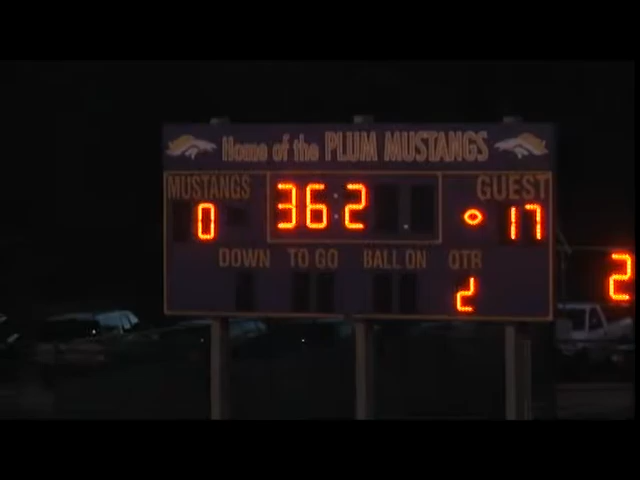 Home of the PLUM MUSTANGS
MUSTANGS GUEST
0 36:2 17
DOWN TO GO BALL ON QTR
2
2